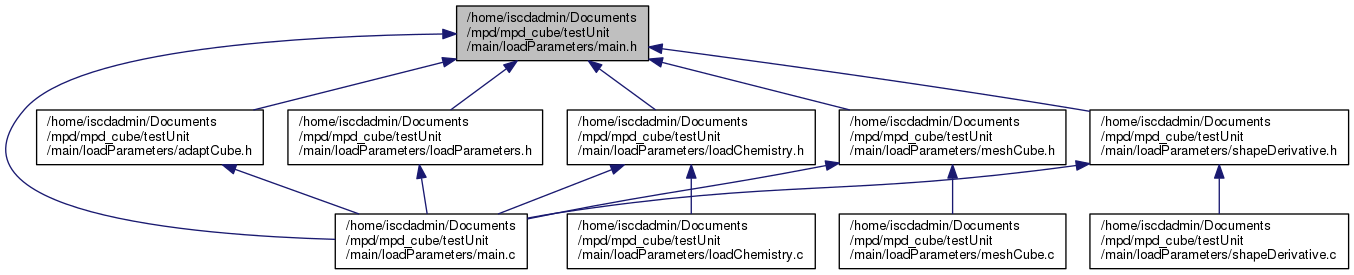 /home/iscdadmin/Documents
/mpd/mpd_cube/testUnit
/main/loadParameters/main.h
/home/iscdadmin/Documents
/mpd/mpd_cube/testUnit
/main/loadParameters/adaptCube.h
/home/iscdadmin/Documents
/mpd/mpd_cube/testUnit
/main/loadParameters/loadParameters.h
/home/iscdadmin/Documents
/mpd/mpd_cube/testUnit
/main/loadParameters/loadChemistry.h
/home/iscdadmin/Documents
/mpd/mpd_cube/testUnit
/main/loadParameters/meshCube.h
/home/iscdadmin/Documents
/mpd/mpd_cube/testUnit
/main/loadParameters/shapeDerivative.h
/home/iscdadmin/Documents
/mpd/mpd_cube/testUnit
/main/loadParameters/main.c
/home/iscdadmin/Documents
/mpd/mpd_cube/testUnit
/main/loadParameters/loadChemistry.c
/home/iscdadmin/Documents
/mpd/mpd_cube/testUnit
/main/loadParameters/meshCube.c
/home/iscdadmin/Documents
/mpd/mpd_cube/testUnit
/main/loadParameters/shapeDerivative.c